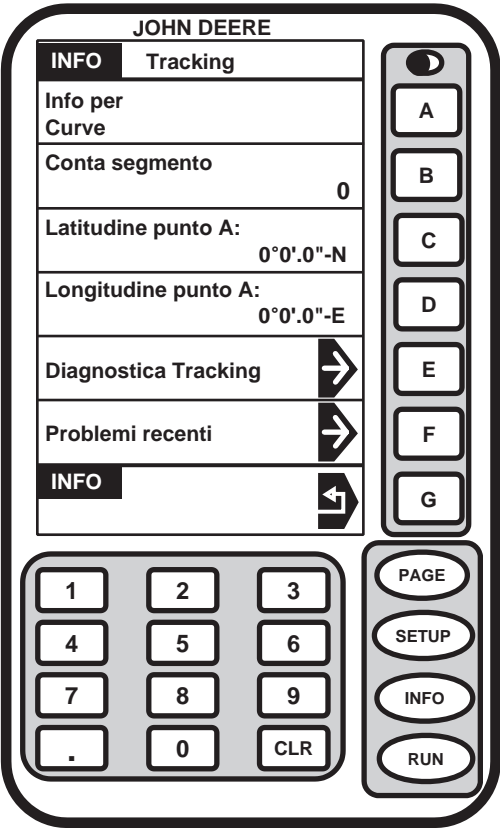 JOHN DEERE
INFO Tracking
Info per
Curve
Conta segmento
0
Latitudine punto A:
0°0'.0"-N
Longitudine punto A:
0°0'.0"-E
Diagnostica Tracking
Problemi recenti
INFO
A
B
C
D
E
F
G
1 2 3
4 5 6
7 8 9
. 0 CLR
PAGE
SETUP
INFO
RUN